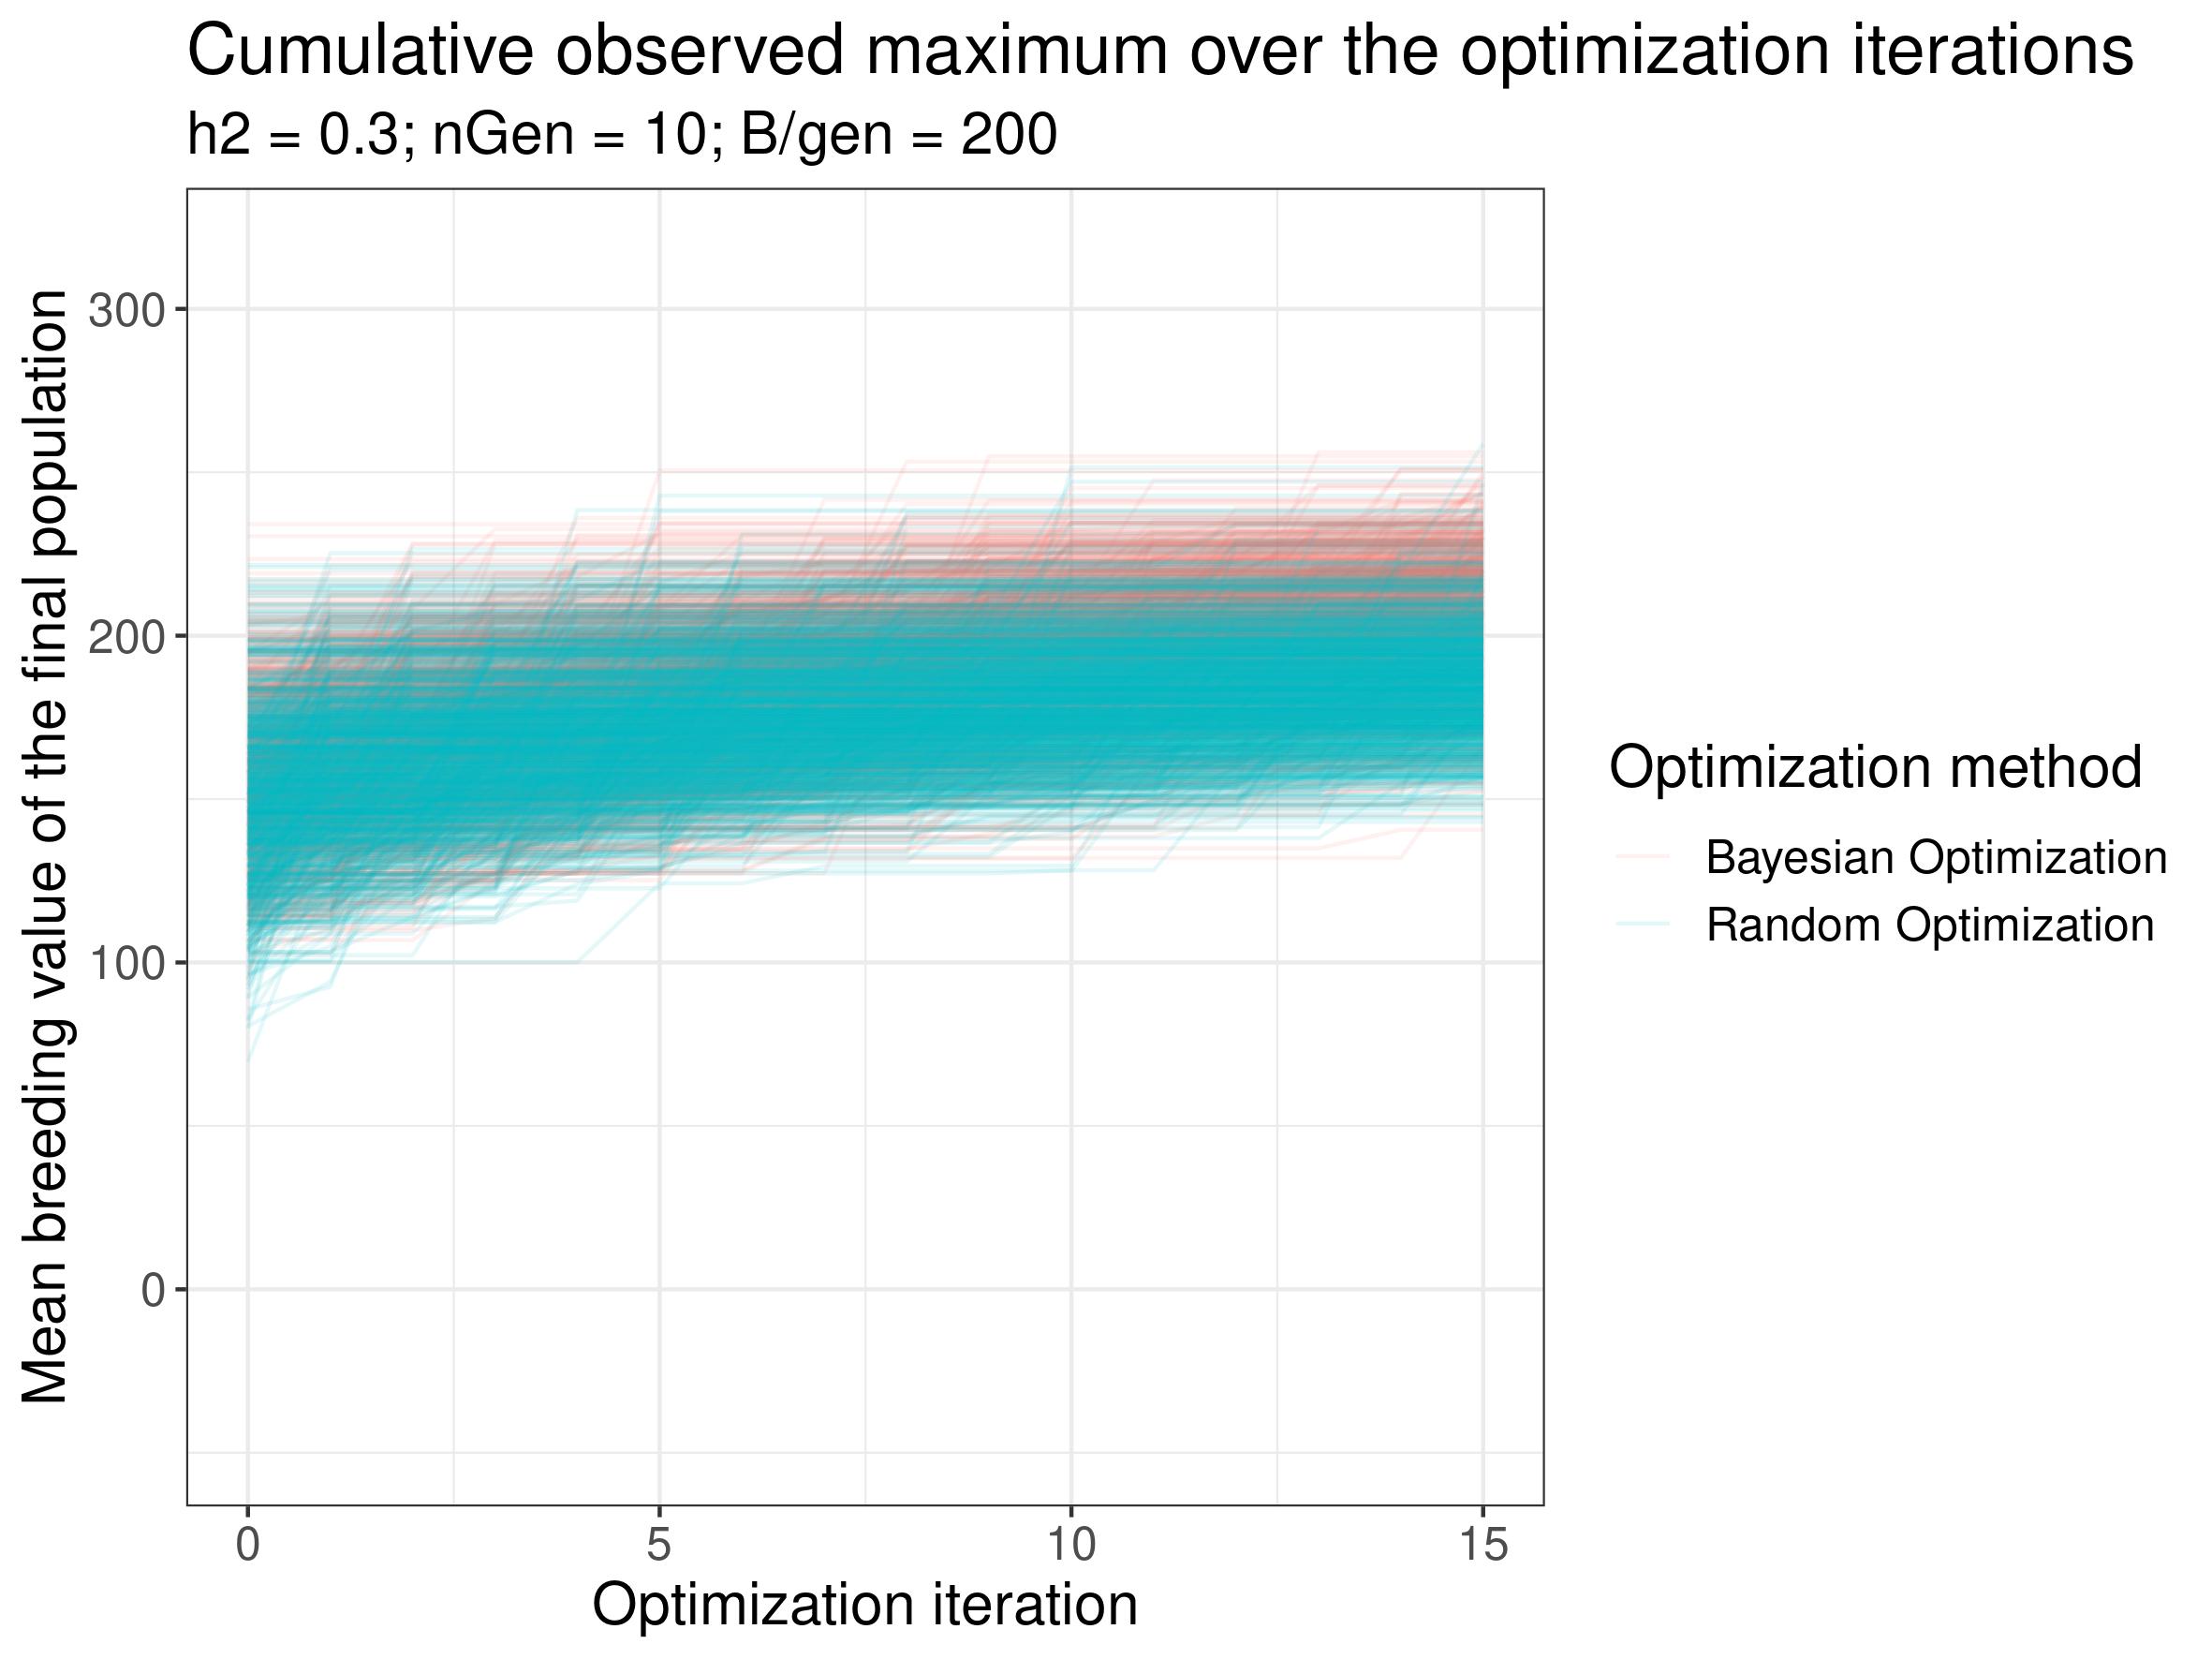 Cumulative observed maximum over the optimization iterations
h2 = 0.3; nGen = 10; B/gen = 200
Mean breeding value of the final population
300
200
100
0
0 5 10 15
Optimization iteration
Optimization method
Bayesian Optimization
Random Optimization